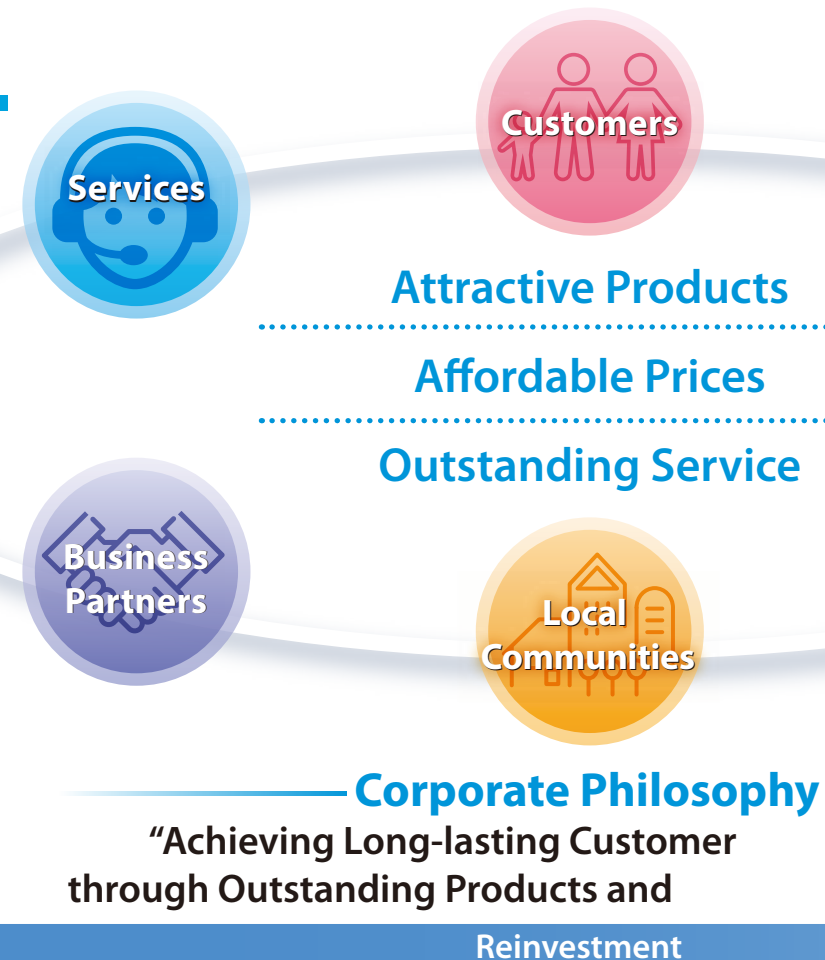 Customers
Services
Attractive Products
Affordable Prices
Outstanding Service
Business
Partners
Local
Communities
Corporate Philosophy
“Achieving Long-lasting Customer
through Outstanding Products and
Reinvestment